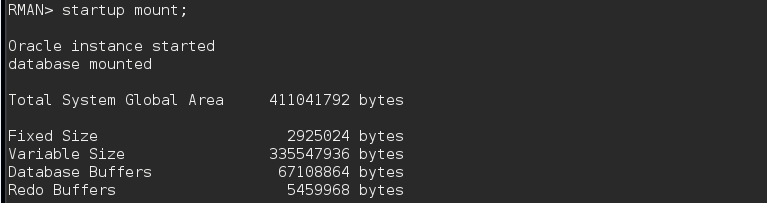 RMAN> startup mount;
Oracle instance started
database mounted
Total System Global Area     411041792 bytes
Fixed Size                     2925024 bytes
Variable Size                335547936 bytes
Database Buffers              67108864 bytes
Redo Buffers                   5459968 bytes